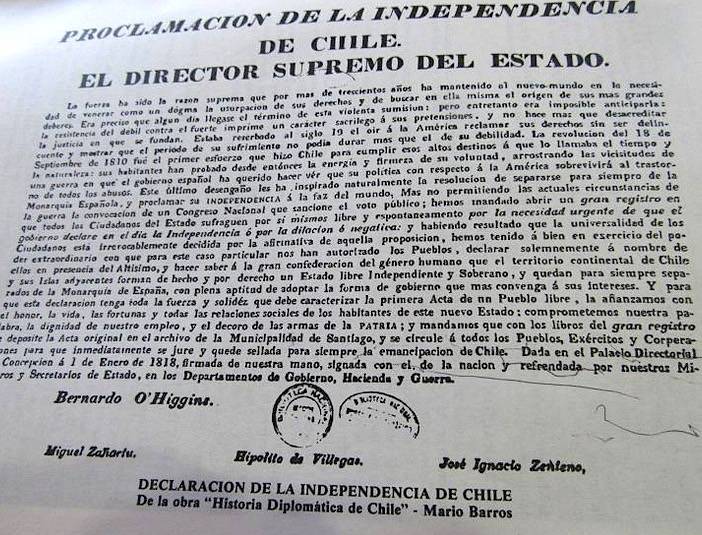 PROCLAMACION DE LA INDEPENDENCIA
DE CHILE.
EL DIRECTOR SUPREMO DEL ESTADO.
La fuerza ha sido la razon suprema que por mas de trescientos años ha mantenido al nuevo-mundo en la necesi-
dad de venerar como un dógma la usurpacion de sus derechos y de buscar en ella misma el origen de sus mas grandes
deberes. Era preciso que algun dia llegase el término de esta violenta sumision: pero entretanto era imposible anticiparla:
la resistencia del debil contra el fuerte imprime un carácter sacrilego á sus pretensiones, y no hace mas que desacreditar
la justicia en que se fundan. Estaba reservado al siglo 19 el oir á la América reclamar sus derechos sin ser delin-
cuente y mostrar que el periodo de su sufrimiento no podia durar mas que el de su debilidad. La revolucion del 18 de
Septiembre de 1810 fué el primer esfuerzo que hizo Chile para cumplir esos altos destinos á que lo llamaba el tiempo y
la naturaleza: sus habitantes han probado desde entónces la energía y firmeza de su voluntad, arrostrando las vicisitudes de
una guerra en que el gobierno español ha querido hacer vér que su política con respectó á la América sobrevivirá al trastor-
no de todos los abusos. Este último desengaño les ha inspirado naturalmente la resolucion de separarse para siempre de la
Monarquía Española, y proclamar su INDEPENDENCIA á la faz del mundo. Mas no permitiendo las actuales circunstancias de
la guerra la convocacion de un Congreso Nacional que sancione el voto público; hemos mandado abrir un gran registro en
que todos los Ciudadanos del Estado sufraguen por sí mismos libre y espontaneamente por la necesidad urgente de que el
gobierno declare en el dia la Independencia ó por la dilacion ó negativa: y habiendo resultado que la universalidad de los
Ciudadanos está irrevocablemente decidida por la afirmativa de aquella proposicion, hemos tenido á bien en exercicio del po-
der extraordinario con que para este caso particular nos han autorizado los Pueblos, declarar solemnemente á nombre de
ellos en presencia del Altísimo, y hacer saber á la gran confederacion del género humano que el territorio continental de Chile
y sus Islas adyacentes forman de hecho y por derecho un Estado libre Independiente y Soberano, y quedan para siempre sepa-
rados de la Monarquia de España, con plena aptitud de adoptar la forma de gobierno que mas convenga á sus intereses. Y para
que esta declaracion tenga toda la fuerza y solidéz que debe caracterizar la primera Acta de un Pueblo libre, la afianzamos con
el honor, la vida, las fortunas y todas las relaciones sociales de los habitantes de este nuevo Estado: comprometemos nuestra pa-
labra, la dignidad de nuestro empleo, y el decoro de las armas de la PATRIA; y mandamos que con los libros del gran registro
e deposite la Acta original en el archivo de la Municipalidad de Santiago, y se circule á todos los Pueblos, Exércitos y Corpora-
ones para que inmediatamente se jure y quede sellada para siempre la emancipacion de Chile. Dada en el Palacio Directorial
Concepcion á 1 de Enero de 1818, firmada de nuestra mano, signada con el de la nacion y refrendada por nuestros Mi-
ros y Secretarios de Estado, en los Departamentos de Gobierno, Hacienda y Guerra.
Bernardo O'Higgins.
BIBLIOTECA NACIONAL
BIBLIOTECA NACIONAL
Miguel Zañartu.
Hipolito de Villegas.
José Ignacio Zenteno,
DECLARACION DE LA INDEPENDENCIA DE CHILE
De la obra “Historia Diplomática de Chile” - Mario Barros